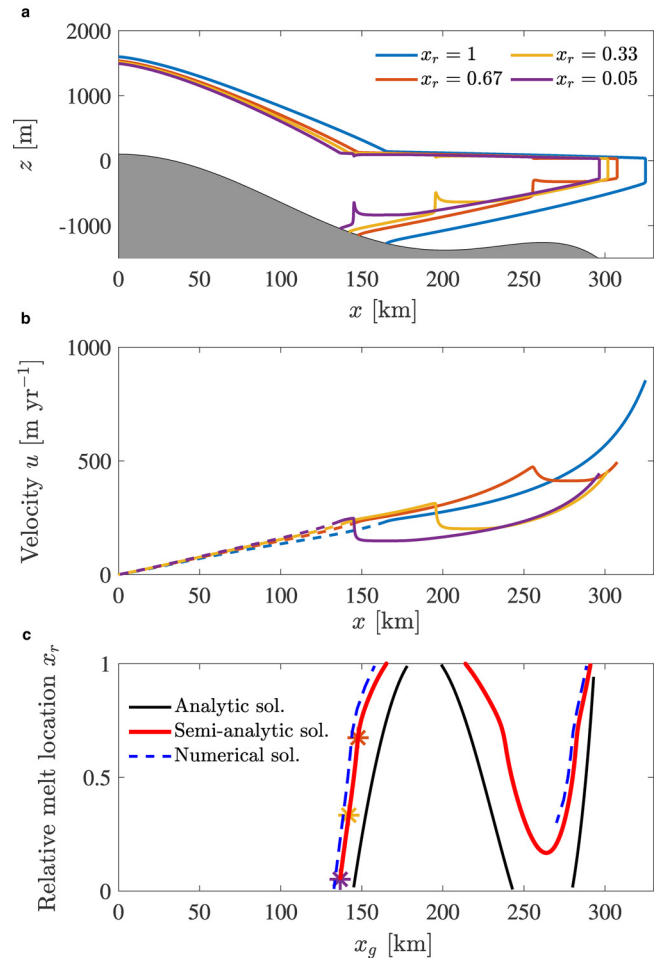 a
2000
1000
0
-1000
z [m]
x_r = 1
x_r = 0.67
x_r = 0.33
x_r = 0.05
0 50 100 150 200 250 300
x [km]
b
1000
500
0
Velocity u [m yr⁻¹]
0 50 100 150 200 250 300
x [km]
c
1
0.5
0
Relative melt location x_r
Analytic sol.
Semi-analytic sol.
Numerical sol.
0 50 100 150 200 250 300
x_g [km]